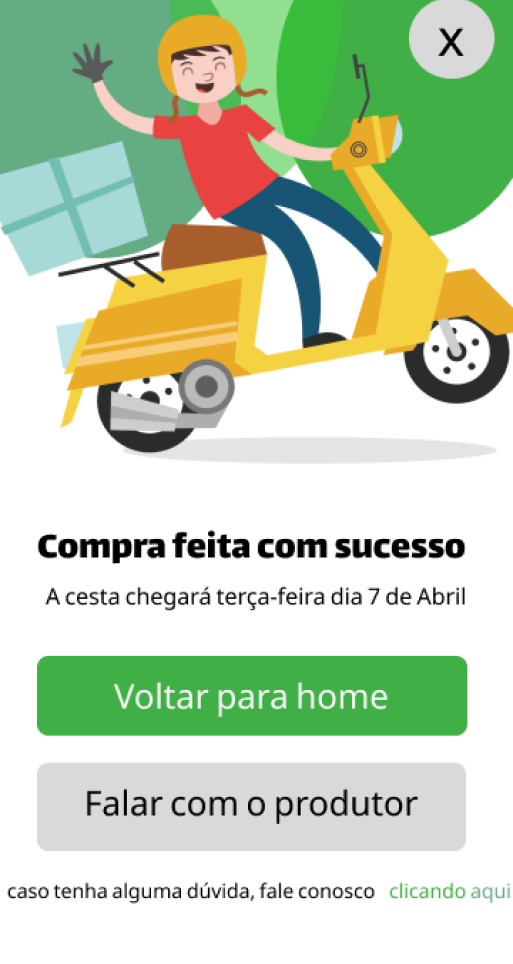 X
Compra feita com sucesso
A cesta chegará terça-feira dia 7 de Abril
Voltar para home
Falar com o produtor
caso tenha alguma dúvida, fale conosco clicando aqui